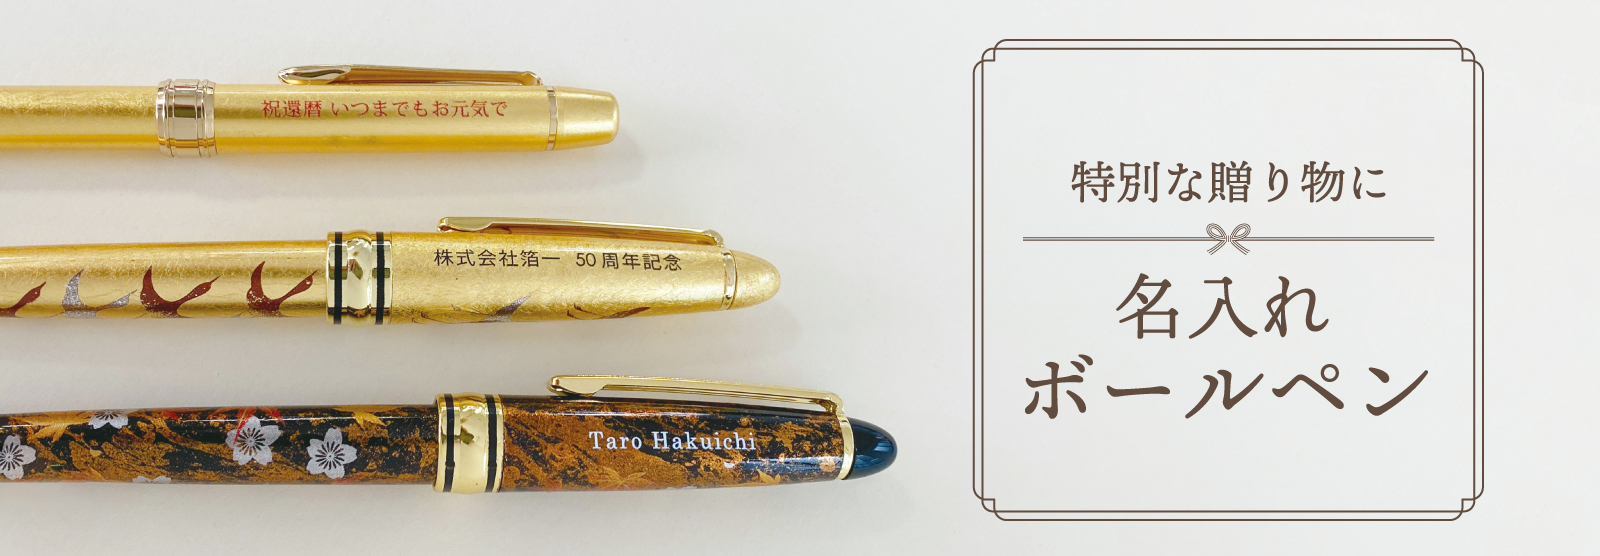 祝還暦 いつまでもお元気で
株式会社箔一 50周年記念
Taro Hakuichi
特別な贈り物に
名入れ
ボールペン